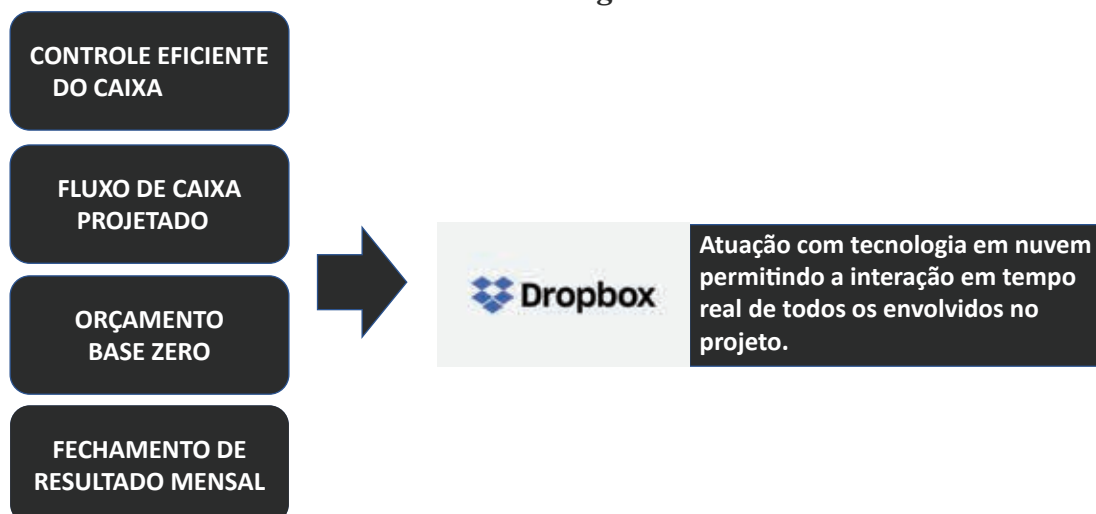 CONTROLE EFICIENTE
DO CAIXA
FLUXO DE CAIXA
PROJETADO
ORÇAMENTO
BASE ZERO
FECHAMENTO DE
RESULTADO MENSAL
Dropbox
Atuação com tecnologia em nuvem
permitindo a interação em tempo
real de todos os envolvidos no
projeto.